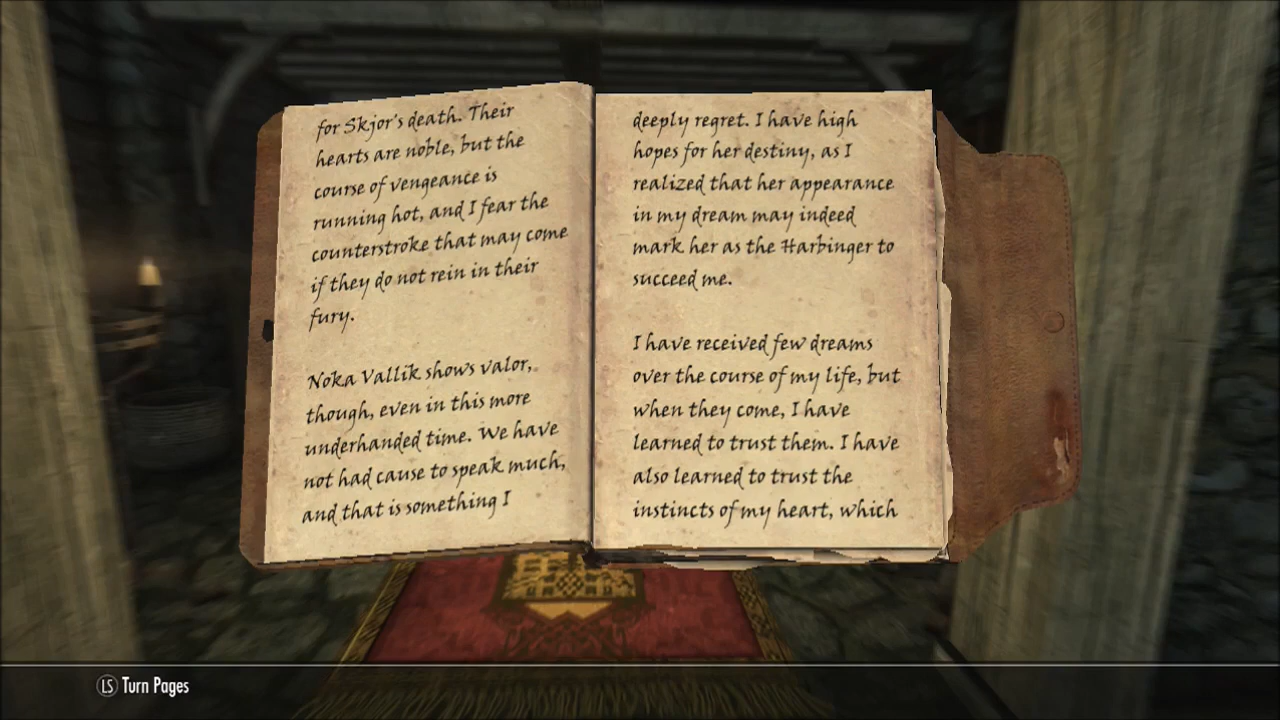 for Skjor's death. Their
hearts are noble, but the
course of vengeance is
running hot, and I fear the
counterstroke that may come
if they do not rein in their
fury.
Noka Vallik shows valor,
though, even in this more
underhanded time. We have
not had cause to speak much,
and that is something I
deeply regret. I have high
hopes for her destiny, as I
realized that her appearance
in my dream may indeed
mark her as the Harbinger to
succeed me.
I have received few dreams
over the course of my life, but
when they come, I have
learned to trust them. I have
also learned to trust the
instincts of my heart, which
LS Turn Pages